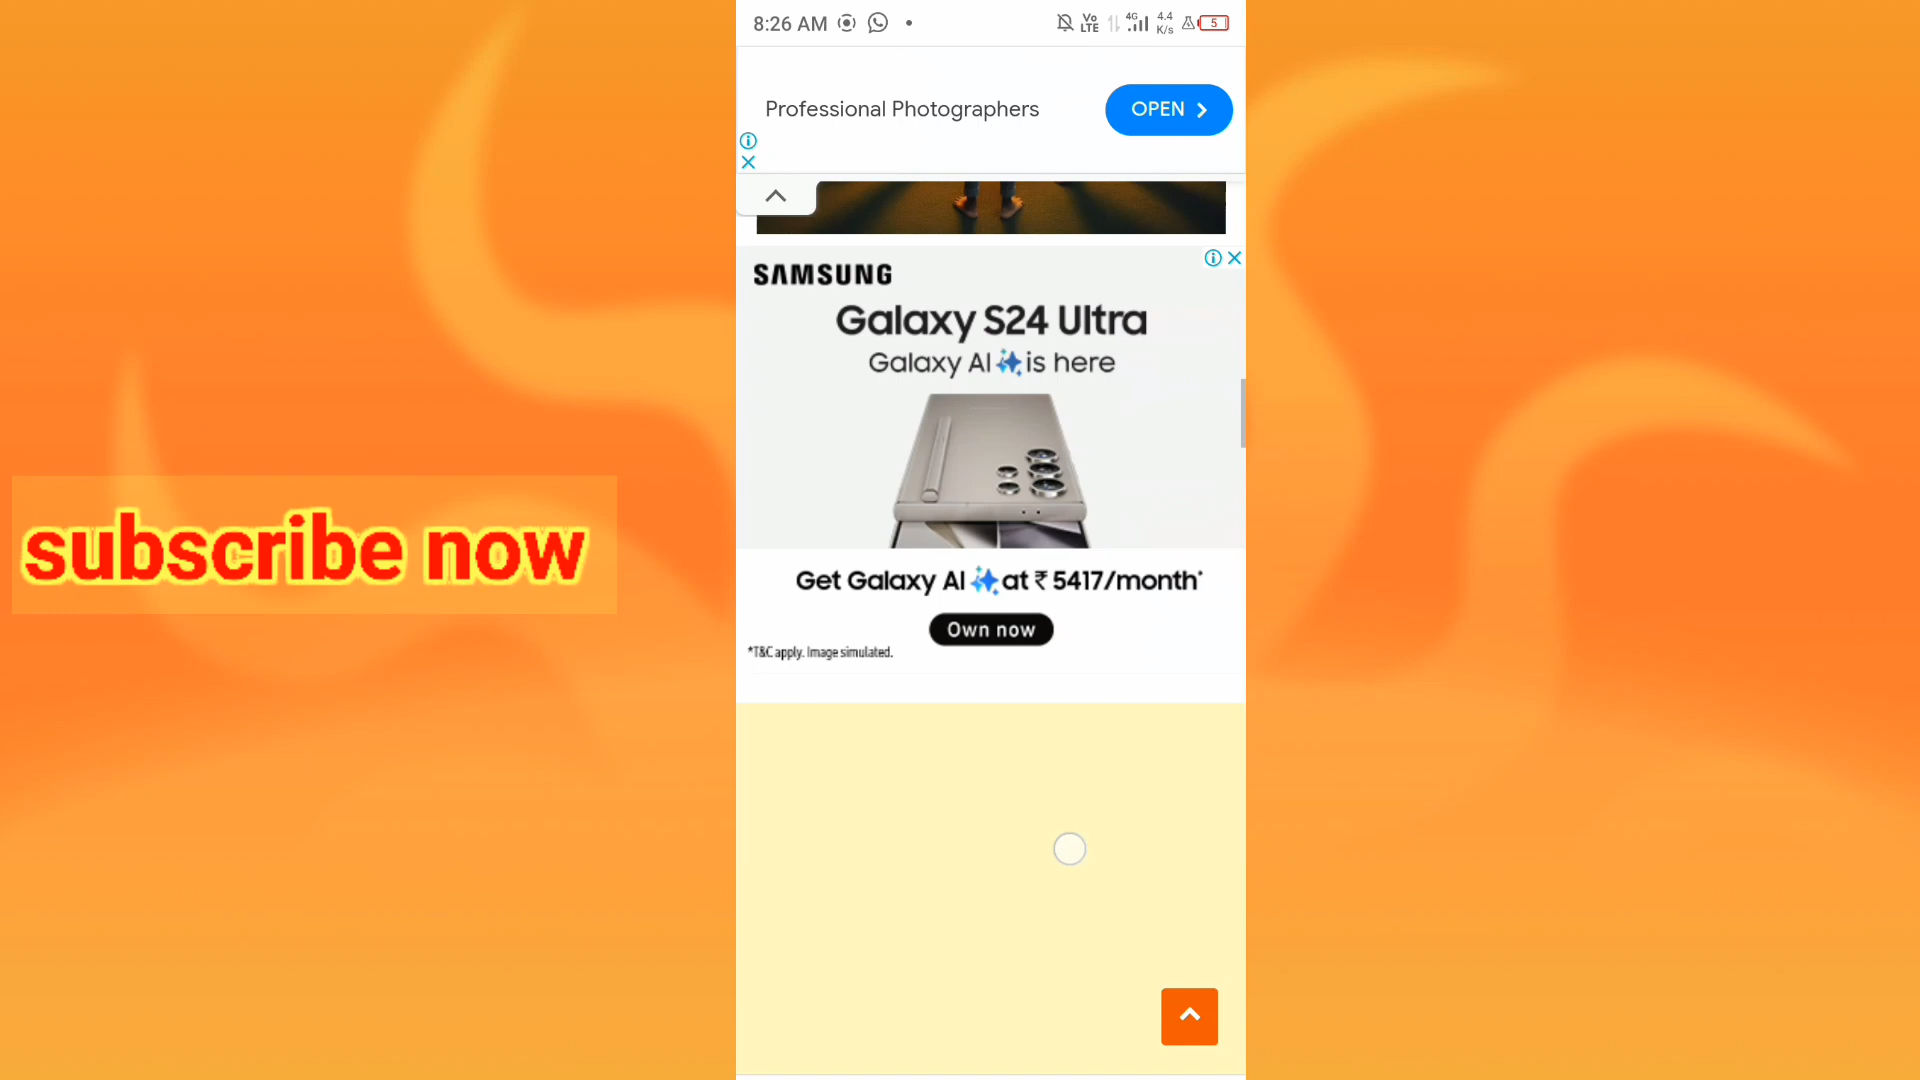 8:26 AM
Vo
LTE
4G
4.4
K/s
5
Professional Photographers
OPEN
SAMSUNG
Galaxy S24 Ultra
Galaxy AI is here
subscribe now
Get Galaxy AI at ₹ 5417/month*
Own now
*T&C apply. Image simulated.